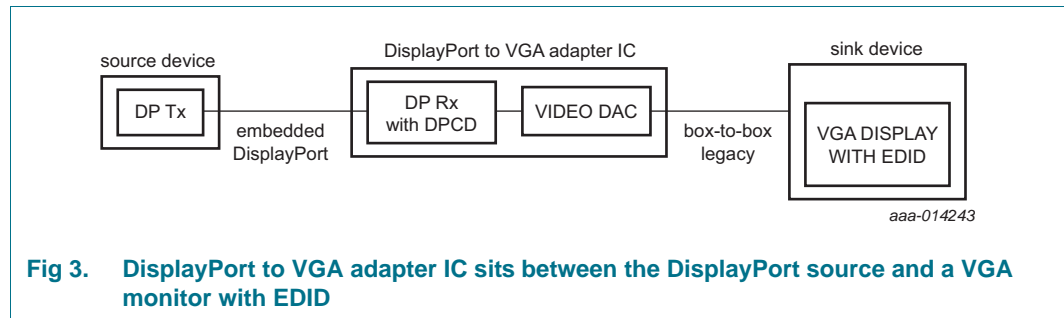 source device
DP Tx
embedded
DisplayPort
DisplayPort to VGA adapter IC
DP Rx
with DPCD
VIDEO DAC
box-to-box
legacy
sink device
VGA DISPLAY
WITH EDID
aaa-014243
Fig 3. DisplayPort to VGA adapter IC sits between the DisplayPort source and a VGA
monitor with EDID